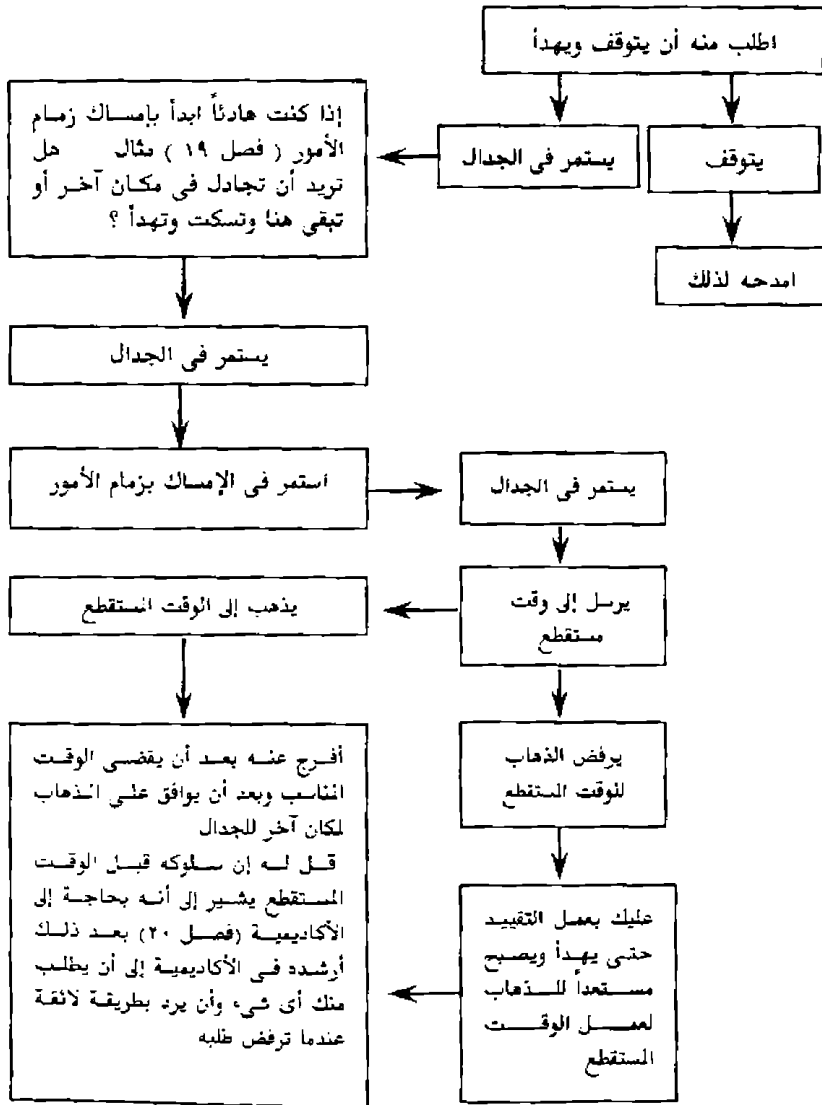 اطلب منه أن يتوقف ويهدأ
يتوقف
يستمر فى الجدال
امدحه لذلك
إذا كنت هادئاً ابدأ بإمساك زمام
الأمور ( فصل ١٩ ) مثال هل
تريد أن تجادل فى مكان آخر أو
تبقى هنا وتسكت وتهدأ ؟
يستمر فى الجدال
استمر فى الإمساك بزمام الأمور
يستمر فى الجدال
يرسل إلى وقت
مستقطع
يذهب إلى الوقت المستقطع
يرفض الذهاب
للوقت المستقطع
عليك بعمل التقييد
حتى يهدأ ويصبح
مستعداً للذهاب
لعمل الوقت
المستقطع
أفرج عنه بعد أن يقضى الوقت
المناسب وبعد أن يوافق على الذهاب
لمكان آخر للجدال
قل له إن سلوكه قبل الوقت
المستقطع يشير إلى أنه بحاجة إلى
الأكاديمية (فصل ٢٠) بعد ذلك
أرشده فى الأكاديمية إلى أن يطلب
منك أى شىء وأن يرد بطريقة لائقة
عندما ترفض طلبه